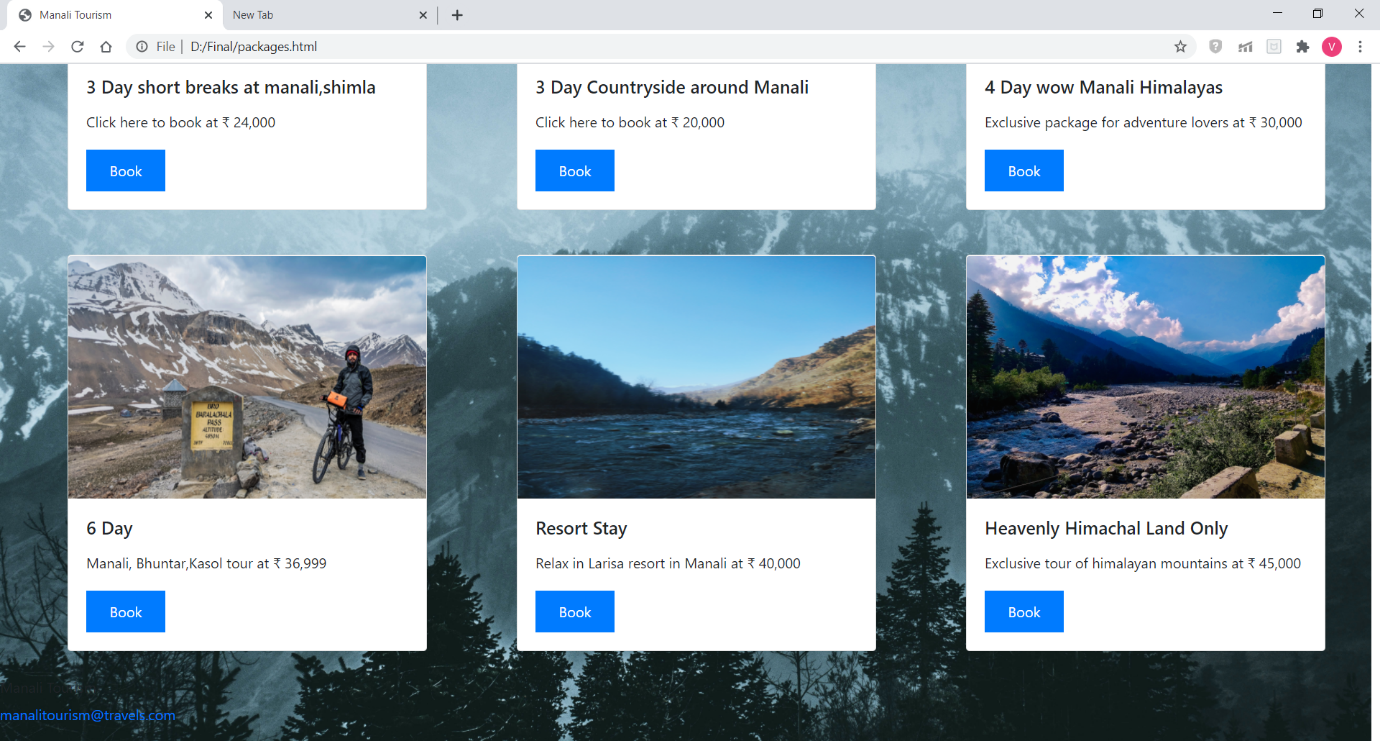 Manali Tourism
New Tab
File | D:/Final/packages.html
V
3 Day short breaks at manali,shimla
Click here to book at ₹ 24,000
Book
3 Day Countryside around Manali
Click here to book at ₹ 20,000
Book
4 Day wow Manali Himalayas
Exclusive package for adventure lovers at ₹ 30,000
Book
BARALACHALA
PASS
ALTITUDE
6 Day
Manali, Bhuntar,Kasol tour at ₹ 36,999
Book
Resort Stay
Relax in Larisa resort in Manali at ₹ 40,000
Book
Heavenly Himachal Land Only
Exclusive tour of himalayan mountains at ₹ 45,000
Book
Manali
manalitourism@travels.com